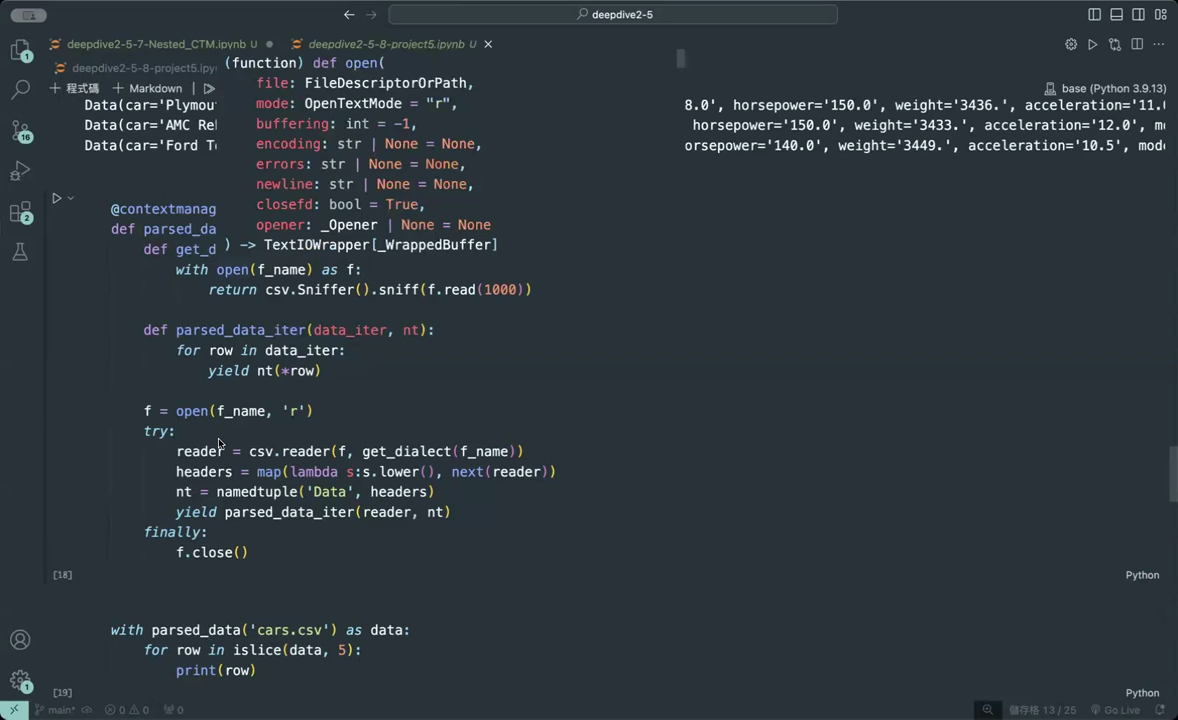 deepdive2-5
deepdive2-5-7-Nested_CTM.ipynb U
deepdive2-5-8-project5.ipynb U
deepdive2-5-8-project5.ipy
程式碼
Markdown
base (Python 3.9.13)
(function) def open(
file: FileDescriptorOrPath,
mode: OpenTextMode = "r",
buffering: int = -1,
encoding: str | None = None,
errors: str | None = None,
newline: str | None = None,
closefd: bool = True,
opener: _Opener | None = None
) -> TextIOWrapper[_WrappedBuffer]
Data(car='Plymou 8.0', horsepower='150.0', weight='3436.', acceleration='11.
Data(car='AMC Re horsepower='150.0', weight='3433.', acceleration='12.0', m
Data(car='Ford T orsepower='140.0', weight='3449.', acceleration='10.5', mod
@contextmanag
def parsed_da
def get_d
with open(f_name) as f:
return csv.Sniffer().sniff(f.read(1000))
def parsed_data_iter(data_iter, nt):
for row in data_iter:
yield nt(*row)
f = open(f_name, 'r')
try:
reader = csv.reader(f, get_dialect(f_name))
headers = map(lambda s:s.lower(), next(reader))
nt = namedtuple('Data', headers)
yield parsed_data_iter(reader, nt)
finally:
f.close()
[18]
Python
with parsed_data('cars.csv') as data:
for row in islice(data, 5):
print(row)
[19]
Python
1
16
2
1
main*
0
0
0
儲存格 13 / 25
Go Live